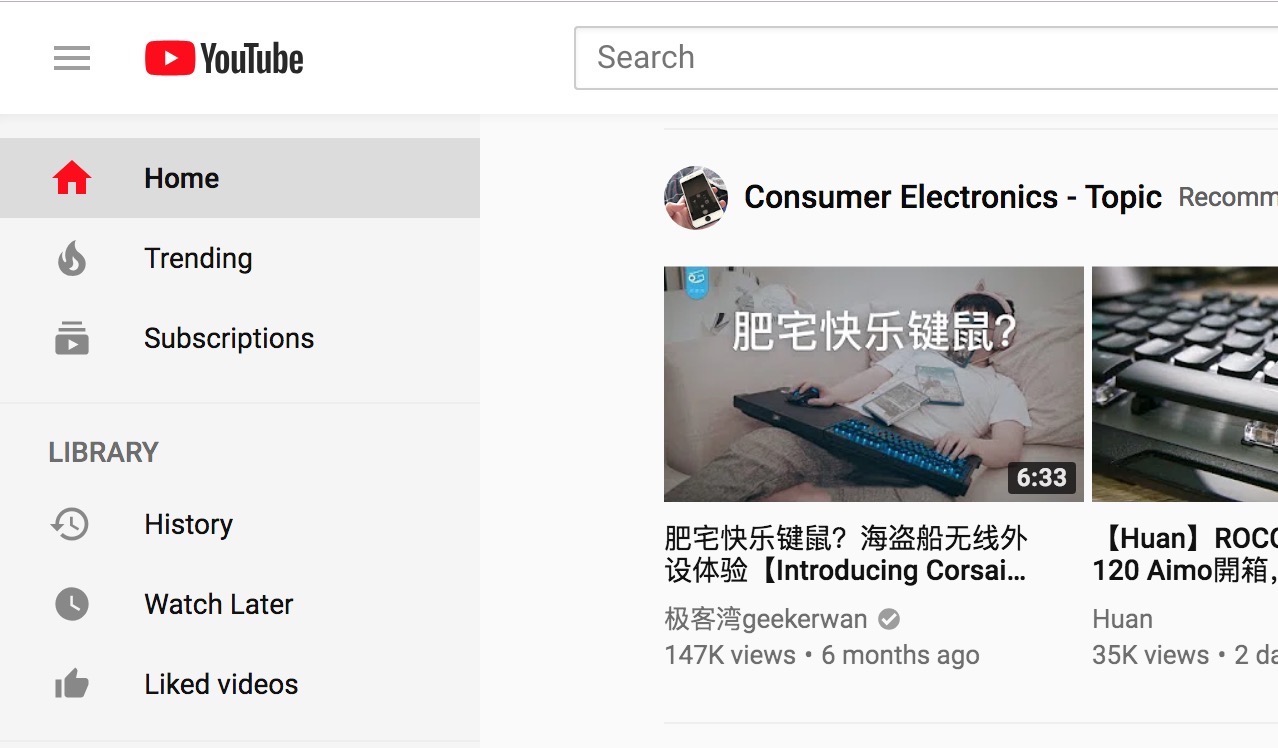 YouTube
Search
Home
Trending
Subscriptions
LIBRARY
History
Watch Later
Liked videos
Consumer Electronics - Topic Recomm
肥宅快乐键鼠?
6:33
肥宅快乐键鼠？海盗船无线外
设体验【Introducing Corsai...
极客湾geekerwan
147K views • 6 months ago
【Huan】ROCC
120 Aimo開箱，
Huan
35K views • 2 da